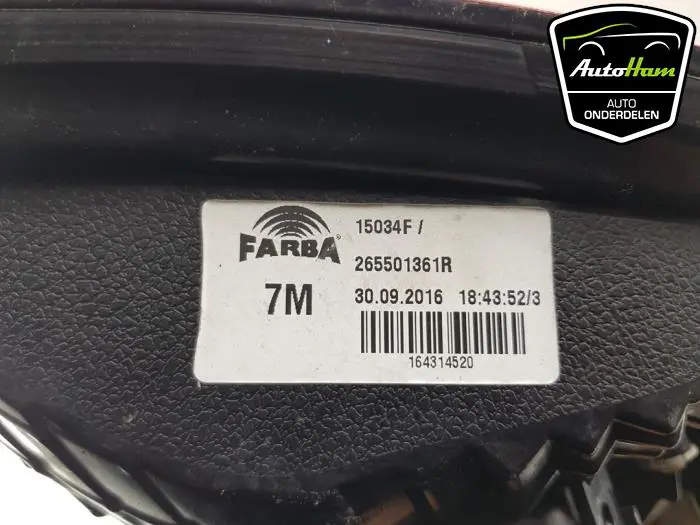 AutoHam
AUTO
ONDERDELEN
FARBA®
7M
15034F /
265501361R
30.09.2016 18:43:52/3
164314520